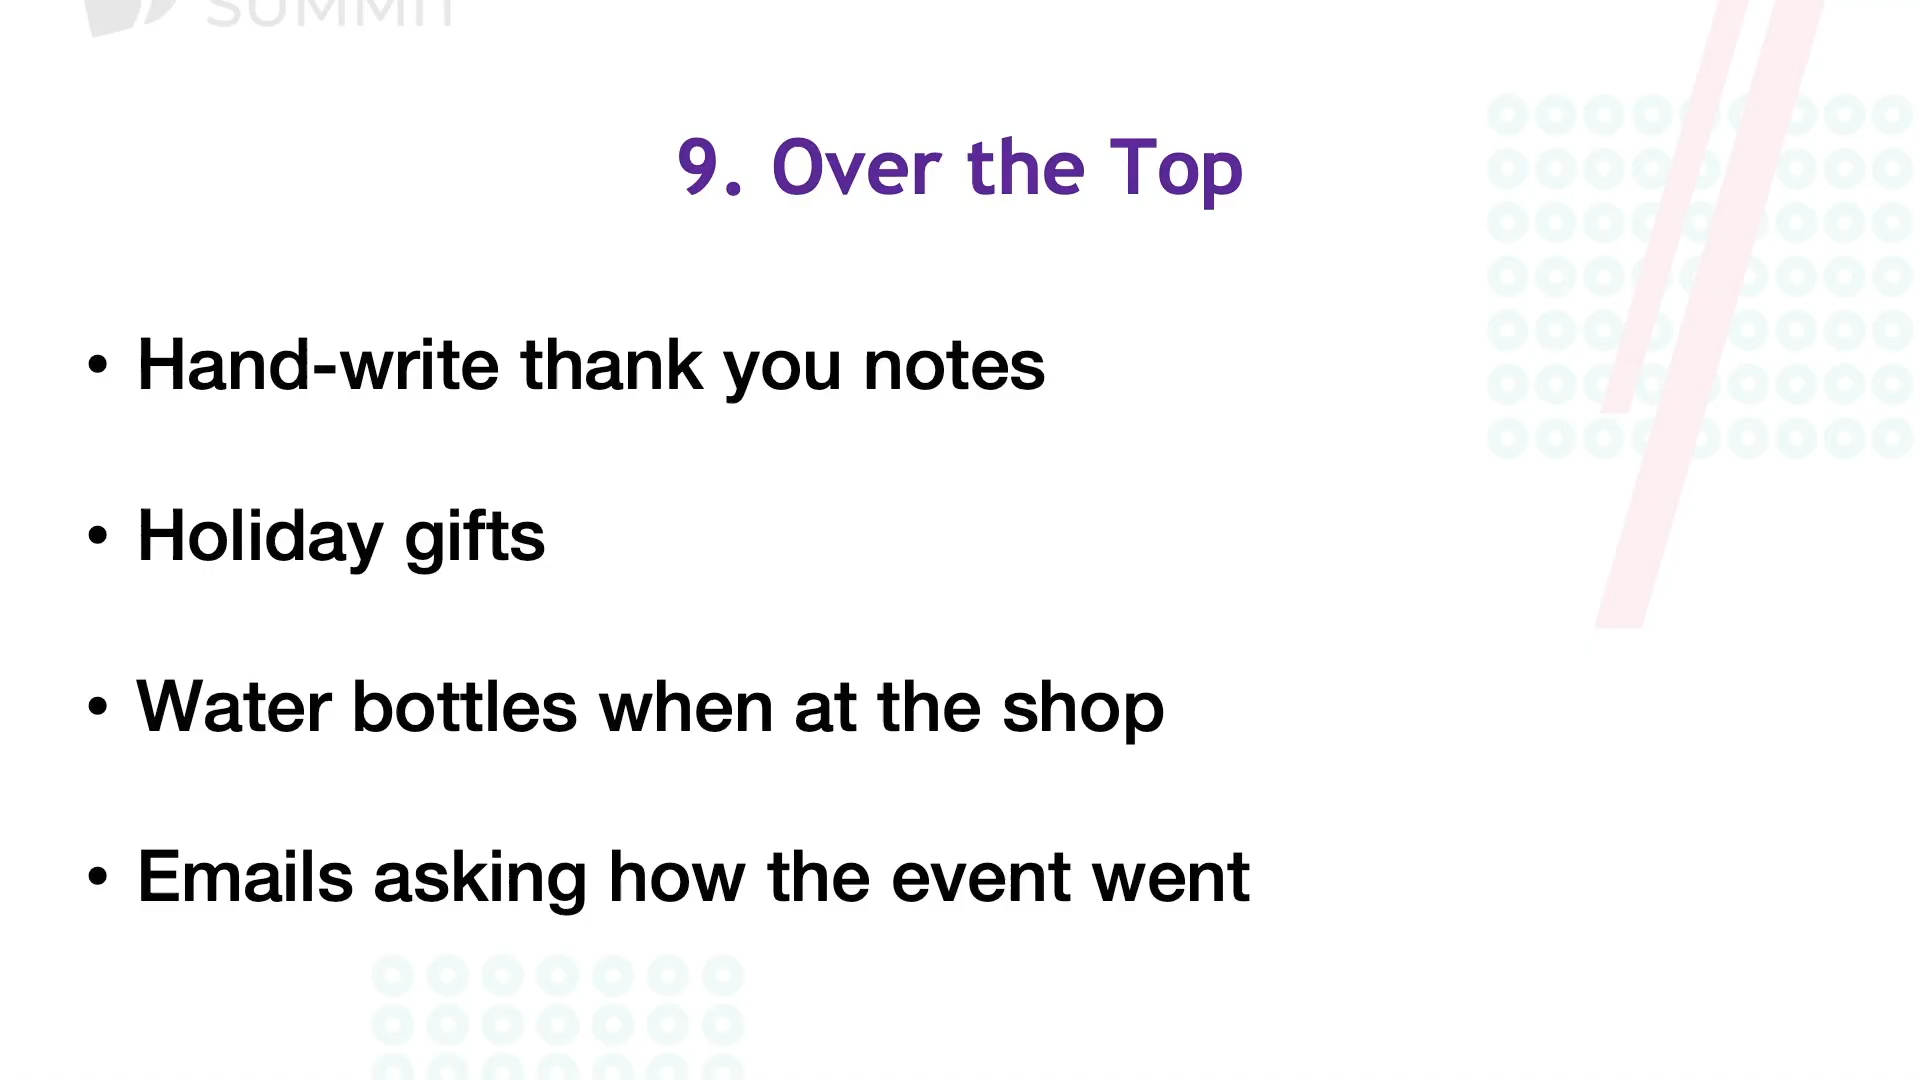 SUMMIT
9. Over the Top
• Hand-write thank you notes
• Holiday gifts
• Water bottles when at the shop
• Emails asking how the event went